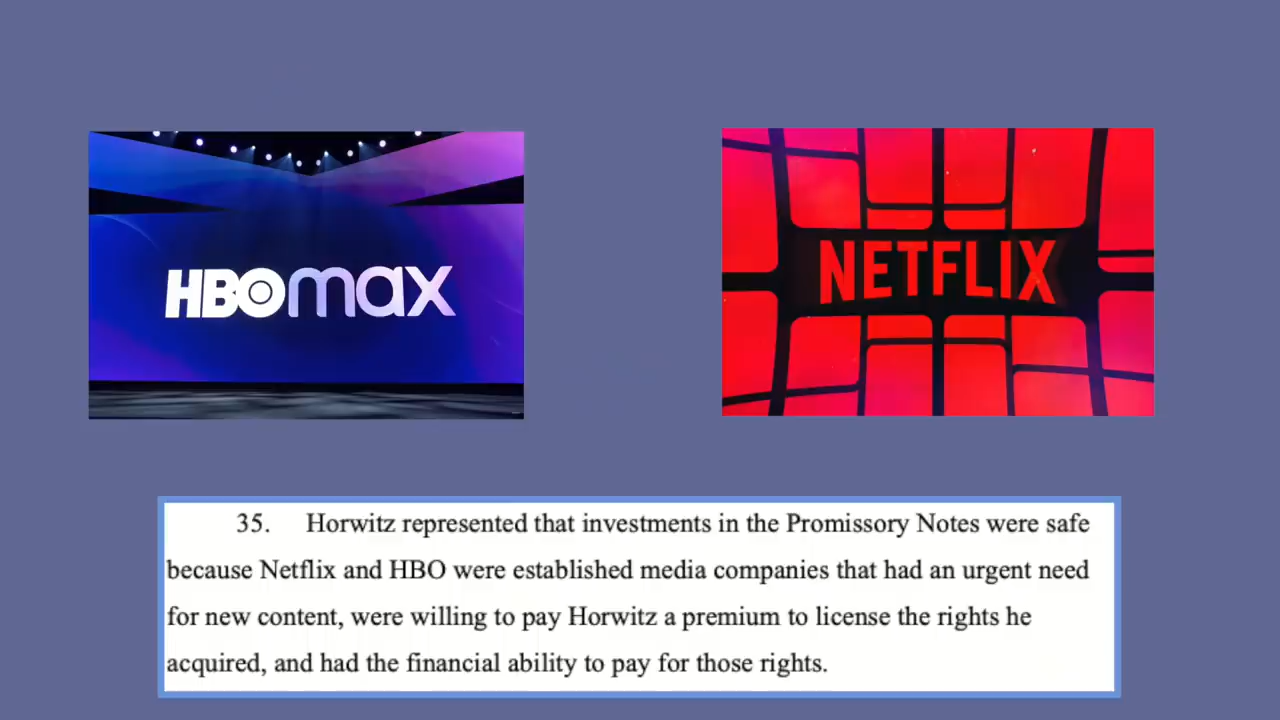 HBOmax
NETFLIX
35. Horwitz represented that investments in the Promissory Notes were safe
because Netflix and HBO were established media companies that had an urgent need
for new content, were willing to pay Horwitz a premium to license the rights he
acquired, and had the financial ability to pay for those rights.